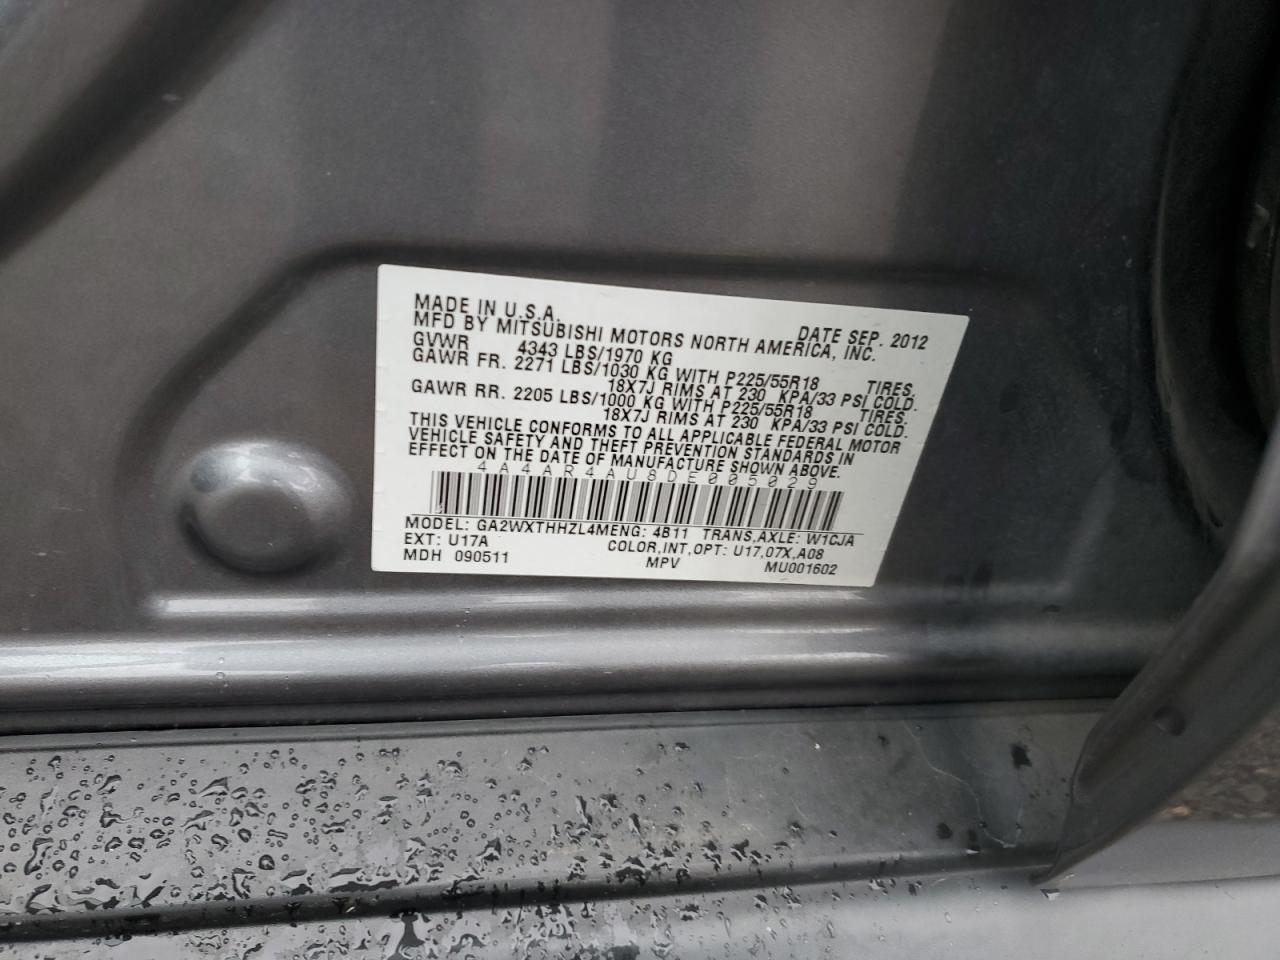 MADE IN U.S.A. DATE SEP. 2012
MFD BY MITSUBISHI MOTORS NORTH AMERICA, INC.
GVWR 4343 LBS/1970 KG
GAWR FR. 2271 LBS/1030 KG WITH P225/55R18 TIRES.
18X7J RIMS AT 230 KPA/33 PSI COLD.
GAWR RR. 2205 LBS/1000 KG WITH P225/55R18 TIRES.
18X7J RIMS AT 230 KPA/33 PSI COLD.
THIS VEHICLE CONFORMS TO ALL APPLICABLE FEDERAL MOTOR
VEHICLE SAFETY AND THEFT PREVENTION STANDARDS IN
EFFECT ON THE DATE OF MANUFACTURE SHOWN ABOVE.
4A4AR4AU8DE005029
MODEL: GA2WXTHHZL4MENG: 4B11 TRANS,AXLE: W1CJA
EXT: U17A COLOR,INT,OPT: U17,07X,A08
MDH 090511 MPV MU001602